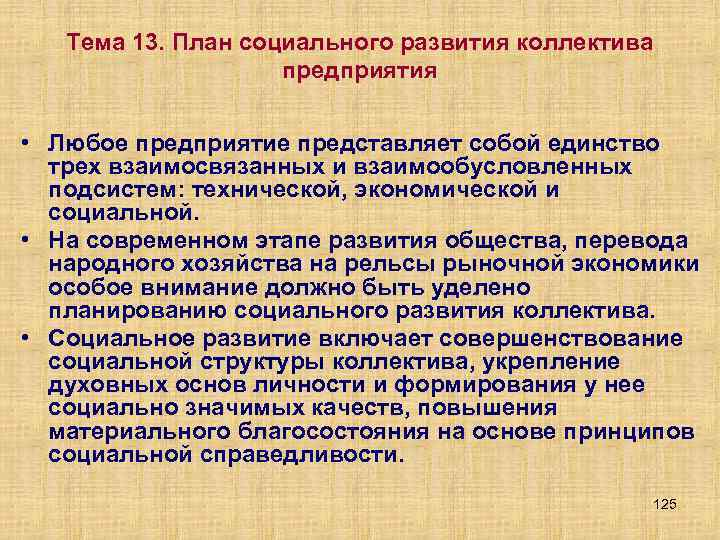 Тема 13. План социального развития коллектива
предприятия
• Любое предприятие представляет собой единство
трех взаимосвязанных и взаимообусловленных
подсистем: технической, экономической и
социальной.
• На современном этапе развития общества, перевода
народного хозяйства на рельсы рыночной экономики
особое внимание должно быть уделено
планированию социального развития коллектива.
• Социальное развитие включает совершенствование
социальной структуры коллектива, укрепление
духовных основ личности и формирования у нее
социально значимых качеств, повышения
материального благосостояния на основе принципов
социальной справедливости.
125